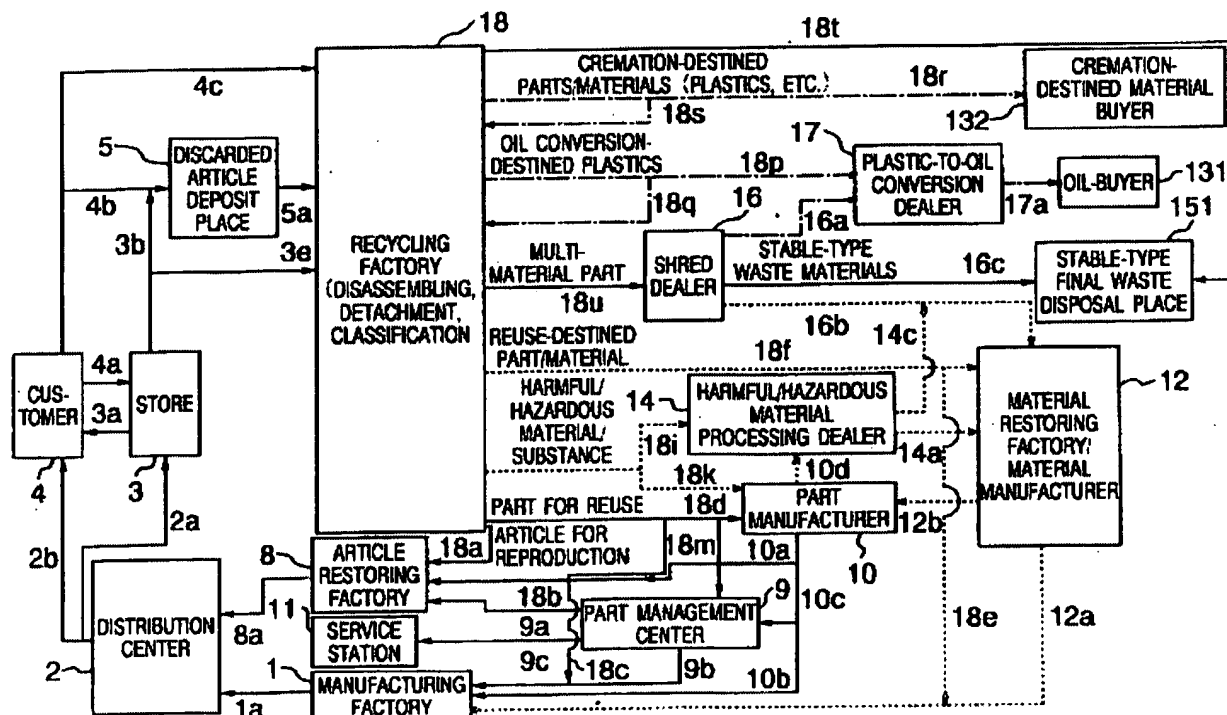 18
18t
CREMATION-DESTINED
PARTS/MATERIALS (PLASTICS, ETC.)
18r
18s
CREMATION-
DESTINED MATERIAL
BUYER
132
4c
5
DISCARDED
ARTICLE
DEPOSIT
PLACE
5a
4b
3b
3e
OIL CONVERSION-
DESTINED PLASTICS
18p
18q
17
PLASTIC-TO-OIL
CONVERSION
DEALER
17a
OIL-BUYER
131
16
16a
RECYCLING
FACTORY
(DISASSEMBLING,
DETACHMENT,
CLASSIFICATION
MULTI-
MATERIAL PART
18u
SHRED
DEALER
STABLE-TYPE
WASTE MATERIALS
16c
16b
151
STABLE-TYPE
FINAL WASTE
DISPOSAL PLACE
14c
REUSE-DESTINED
PART/MATERIAL
18f
HARMFUL/
HAZARDOUS
MATERIAL/
SUBSTANCE
14
18i
18k
HARMFUL/HAZARDOUS
MATERIAL
PROCESSING DEALER
14a
10d
12
MATERIAL
RESTORING
FACTORY/
MATERIAL
MANUFACTURER
CUS-
TOMER
4
4a
3a
STORE
3
2a
2b
PART FOR REUSE
18d
PART
MANUFACTURER
12b
10
18a
ARTICLE FOR
REPRODUCTION
18m
10a
8
ARTICLE
RESTORING
FACTORY
18b
9
PART MANAGEMENT
CENTER
10c
18e
12a
8a
11
SERVICE
STATION
9a
9c
18c
9b
10b
2
DISTRIBUTION
CENTER
1
MANUFACTURING
FACTORY
1a